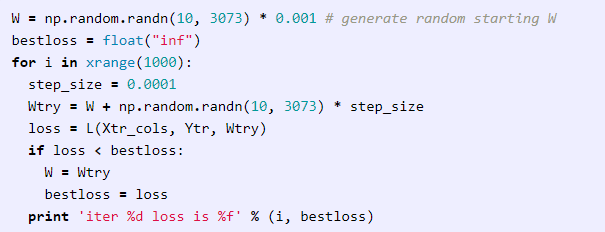 W = np.random.randn(10, 3073) * 0.001 # generate random starting W
bestloss = float("inf")
for i in xrange(1000):
  step_size = 0.0001
  Wtry = W + np.random.randn(10, 3073) * step_size
  loss = L(Xtr_cols, Ytr, Wtry)
  if loss < bestloss:
    W = Wtry
    bestloss = loss
  print 'iter %d loss is %f' % (i, bestloss)